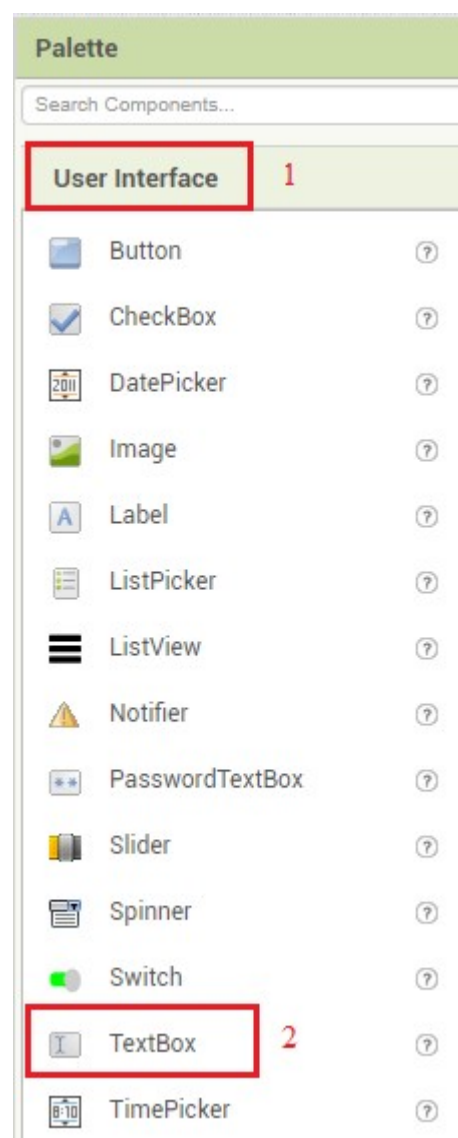 Palette
Search Components...
User Interface 1
Button
CheckBox
2011 DatePicker
Image
A Label
ListPicker
ListView
Notifier
** PasswordTextBox
Slider
Spinner
Switch
TextBox 2
8:10 TimePicker